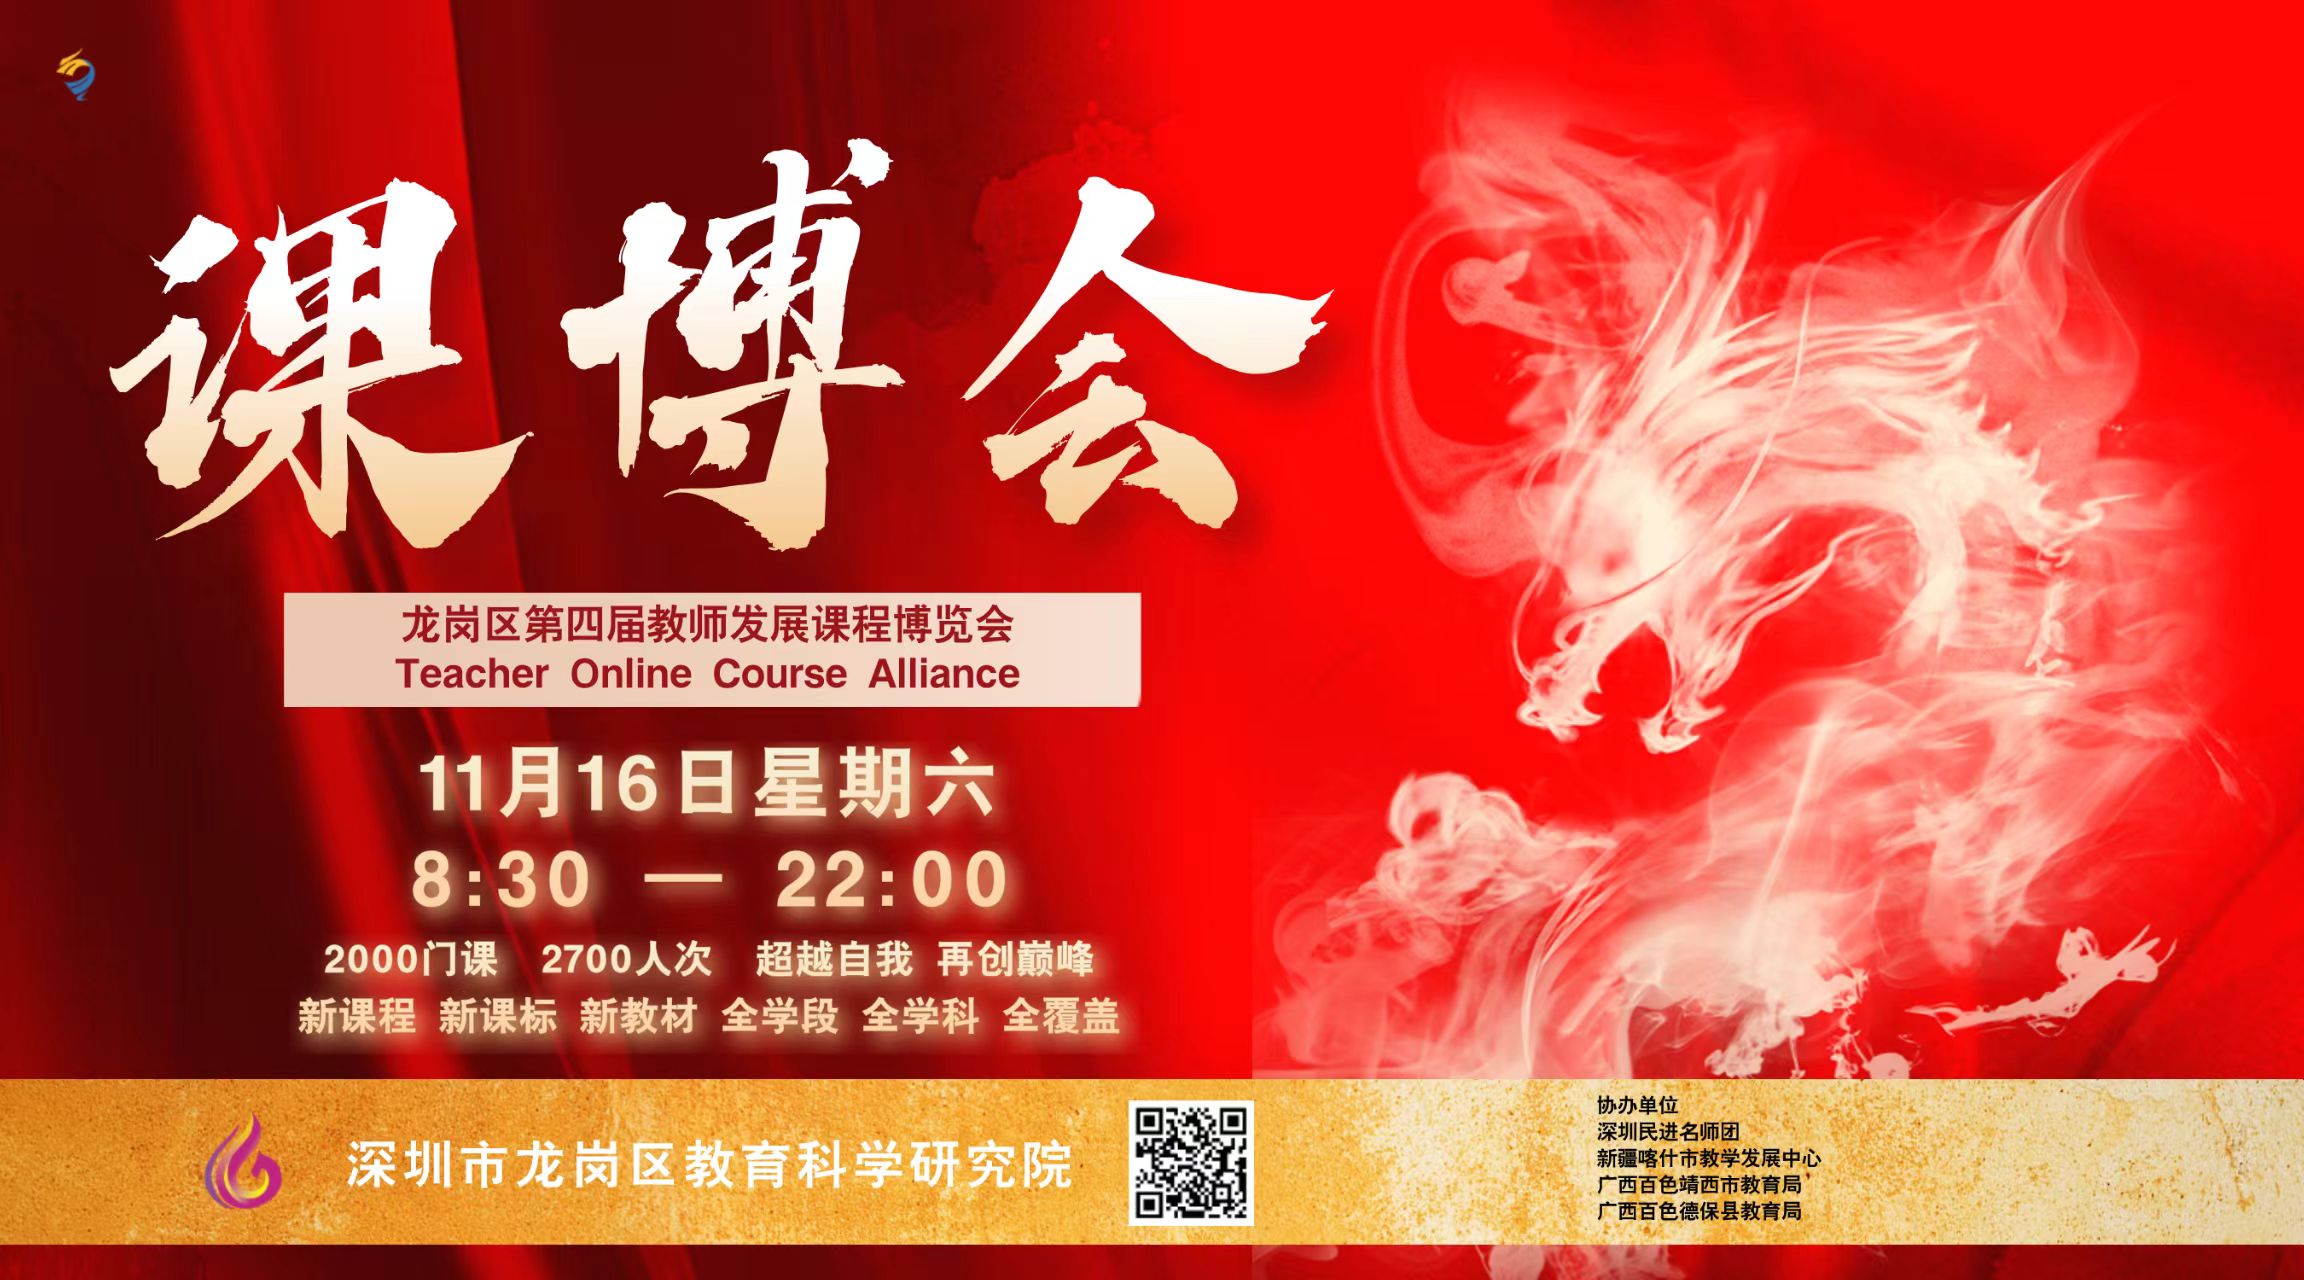 课博会
龙岗区第四届教师发展课程博览会
Teacher Online Course Alliance
11月16日星期六
8:30 — 22:00
2000门课 2700人次 超越自我 再创巅峰
新课程 新课标 新教材 全学段 全学科 全覆盖
深圳市龙岗区教育科学研究院
协办单位
深圳民进名师团
新疆喀什市教学发展中心
广西百色靖西市教育局
广西百色德保县教育局